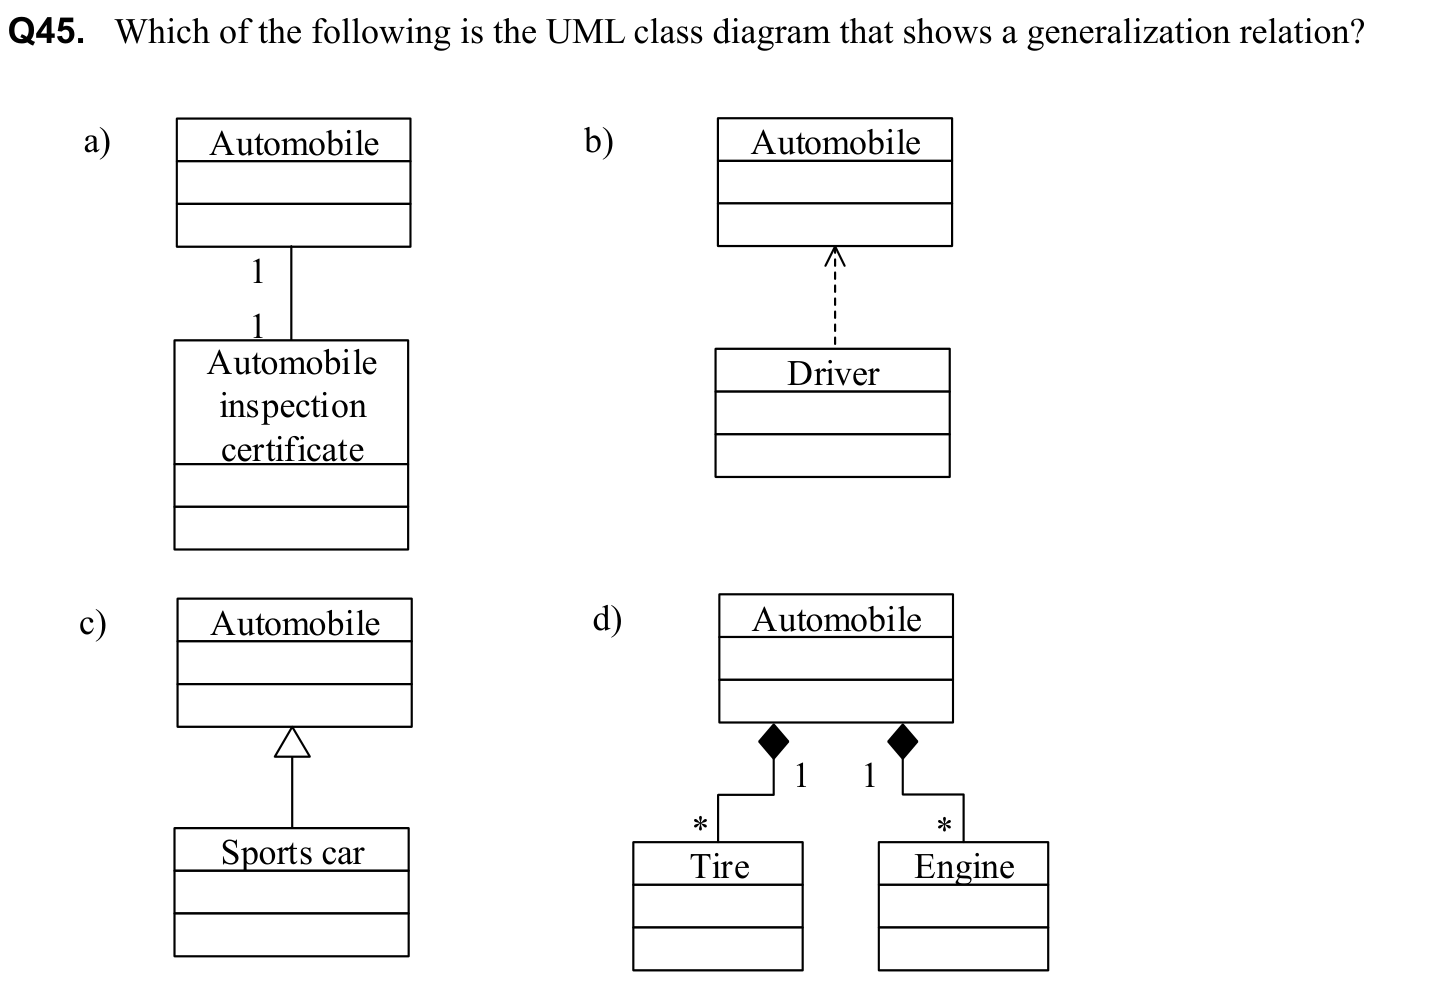 Q45. Which of the following is the UML class diagram that shows a generalization relation?
a)
Automobile
1
1
Automobile
inspection
certificate
b)
Automobile
Driver
c)
Automobile
Sports car
d)
Automobile
1 1
* *
Tire Engine